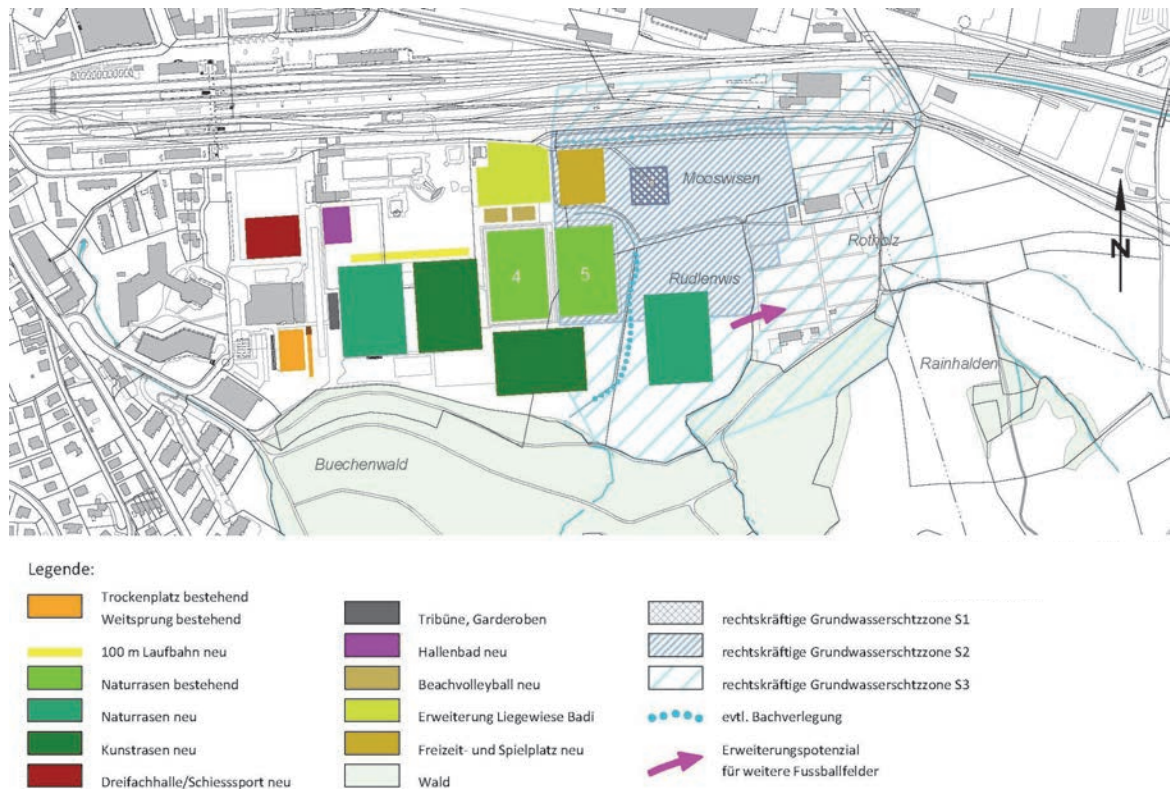 Mooswisen
Rotholz
N
4
5
Rudlenwis
Rainhalden
Buechenwald
Legende:
Trockenplatz bestehend
Weitsprung bestehend
100 m Laufbahn neu
Naturrasen bestehend
Naturrasen neu
Kunstrasen neu
Dreifachhalle/Schiesssport neu
Tribüne, Garderoben
Hallenbad neu
Beachvolleyball neu
Erweiterung Liegewiese Badi
Freizeit- und Spielplatz neu
Wald
rechtskräftige Grundwasserschtzzone S1
rechtskräftige Grundwasserschtzzone S2
rechtskräftige Grundwasserschtzzone S3
evtl. Bachverlegung
Erweiterungspotenzial
für weitere Fussballfelder